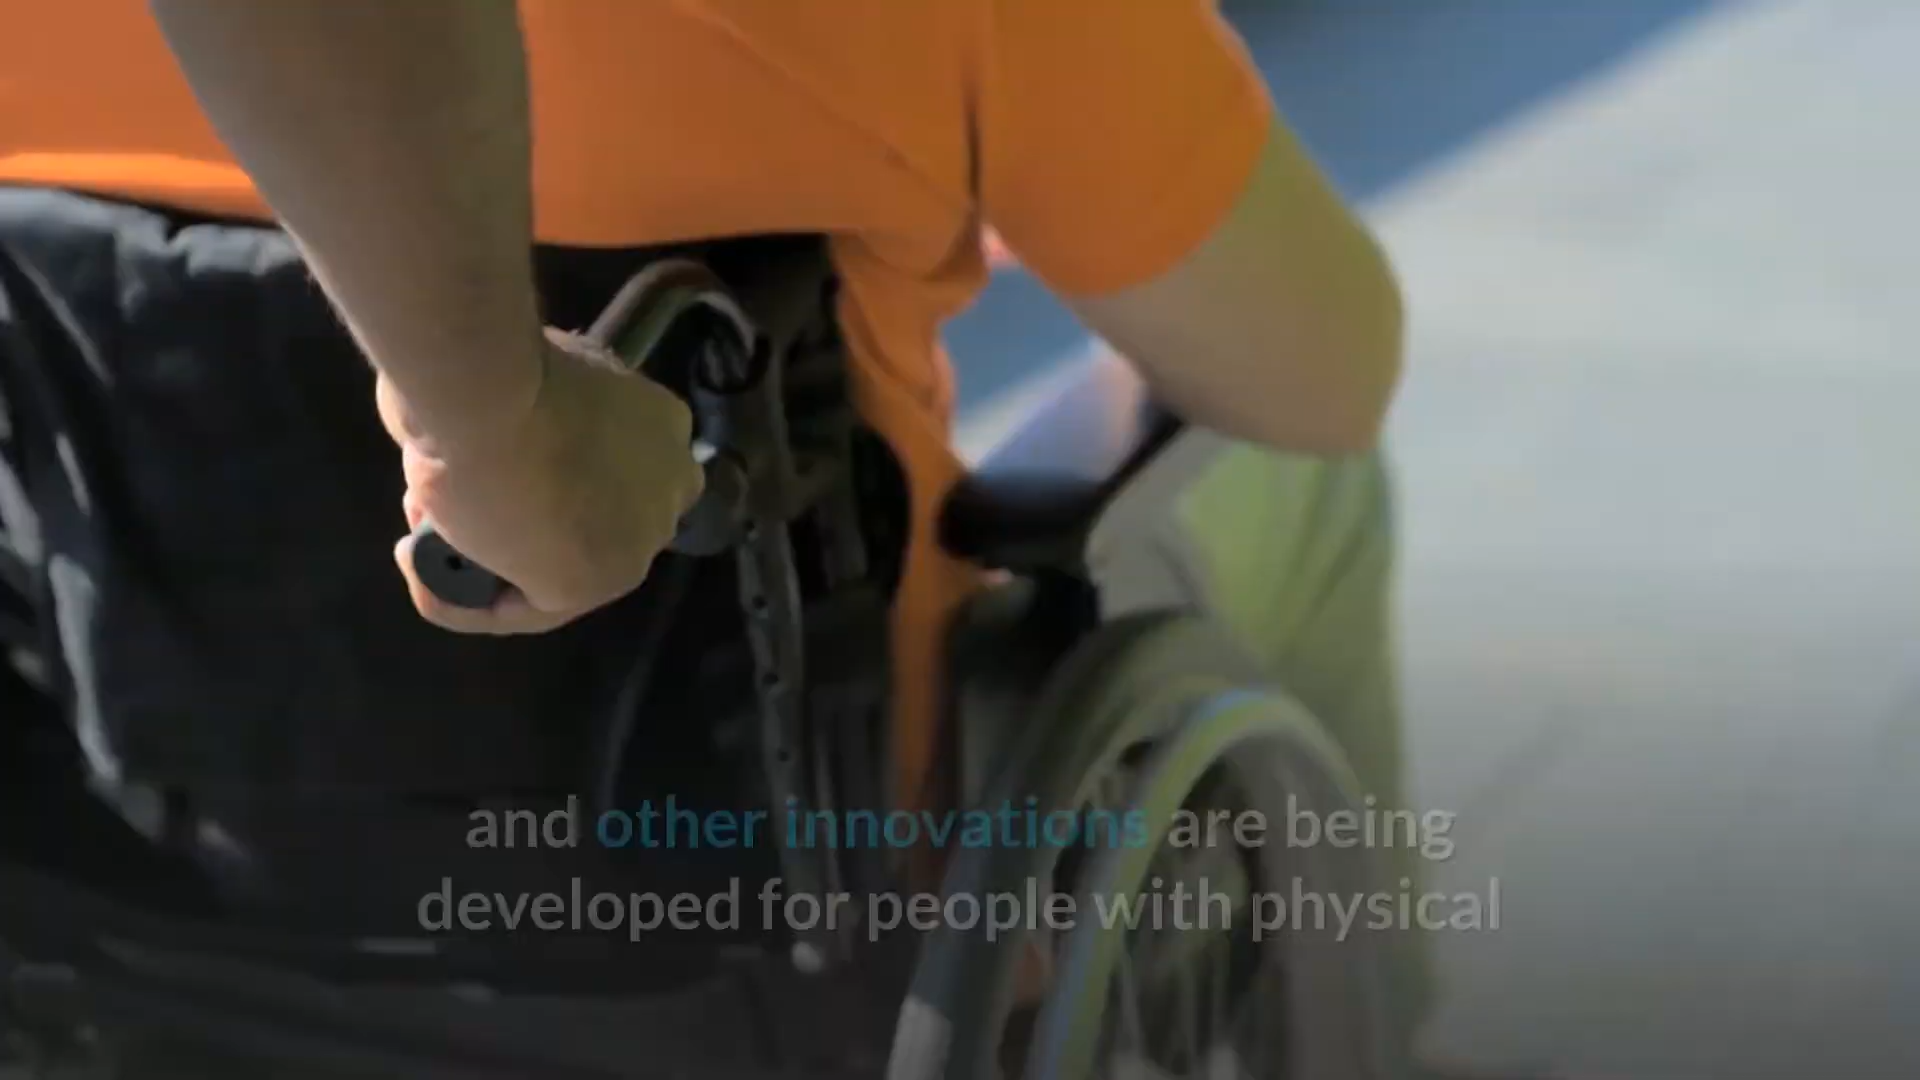 and other innovations are being
developed for people with physical